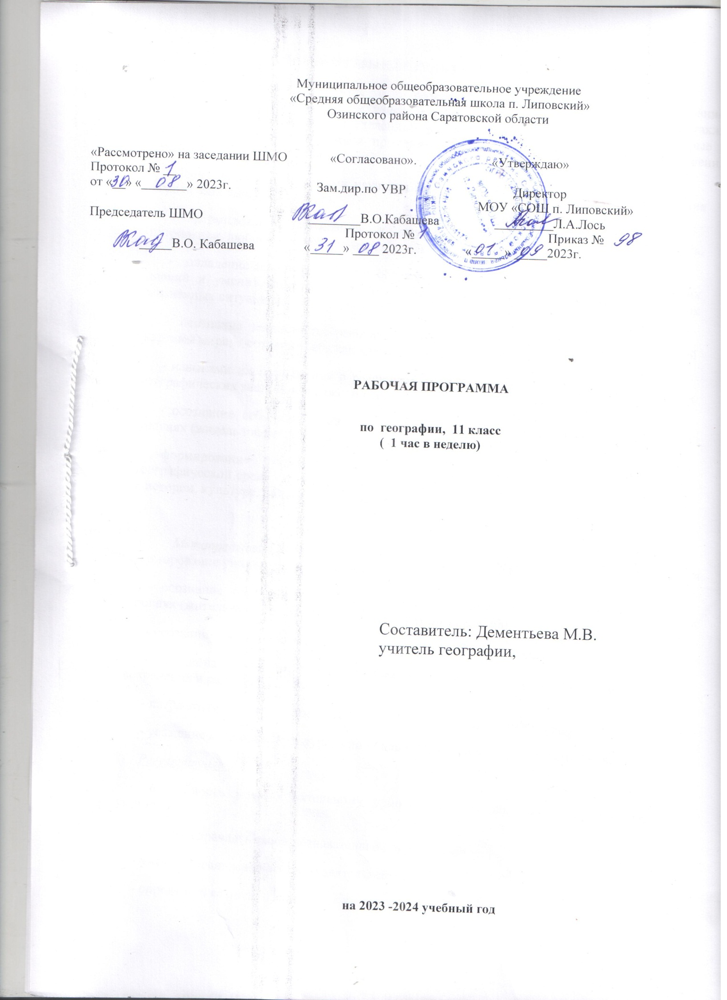 Муниципальное общеобразовательное учреждение
«Средняя общеобразовательная школа п. Липовский»
Озинского района Саратовской области
«Рассмотрено» на заседании ШМО
Протокол № 1
от «30» «08» 2023г.
Председатель ШМО
В.О. Кабашева
«Согласовано».
Зам.дир.по УВР
В.О.Кабашева
Протокол № 1
«31» 08 2023г.
«Утверждаю»
Директор
МОУ «СОШ п. Липовский»
Л.А.Лось
Приказ № 98
«01» 09 2023г.
РАБОЧАЯ ПРОГРАММА
по географии, 11 класс
( 1 час в неделю)
Составитель: Дементьева М.В.
учитель географии,
на 2023 -2024 учебный год